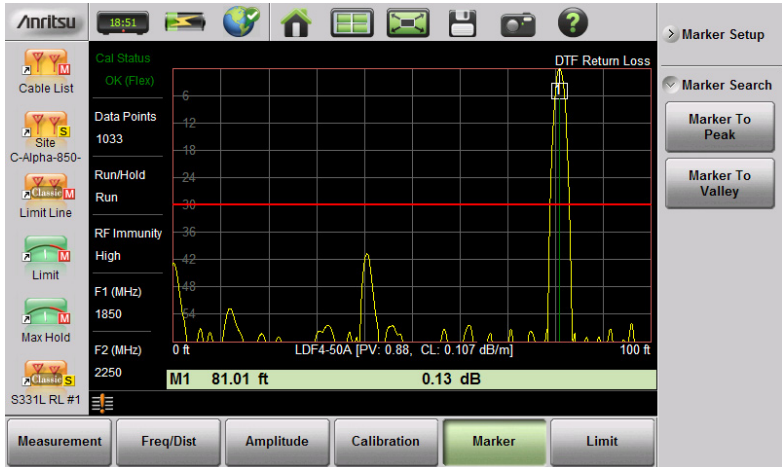 Anritsu
18:51
?
Cable List
Site
C-Alpha-850-
Limit Line
Limit
Max Hold
S331L RL #1
M
S
Classic M
M
M
Classic S
Cal Status
OK (Flex)
Data Points
1033
Run/Hold
Run
RF Immunity
High
F1 (MHz)
1850
F2 (MHz)
2250
DTF Return Loss
6
12
18
24
30
36
42
48
54
1
0 ft
LDF4-50A [PV: 0.88, CL: 0.107 dB/m]
100 ft
M1 81.01 ft 0.13 dB
Marker Setup
Marker Search
Marker To
Peak
Marker To
Valley
Measurement
Freq/Dist
Amplitude
Calibration
Marker
Limit